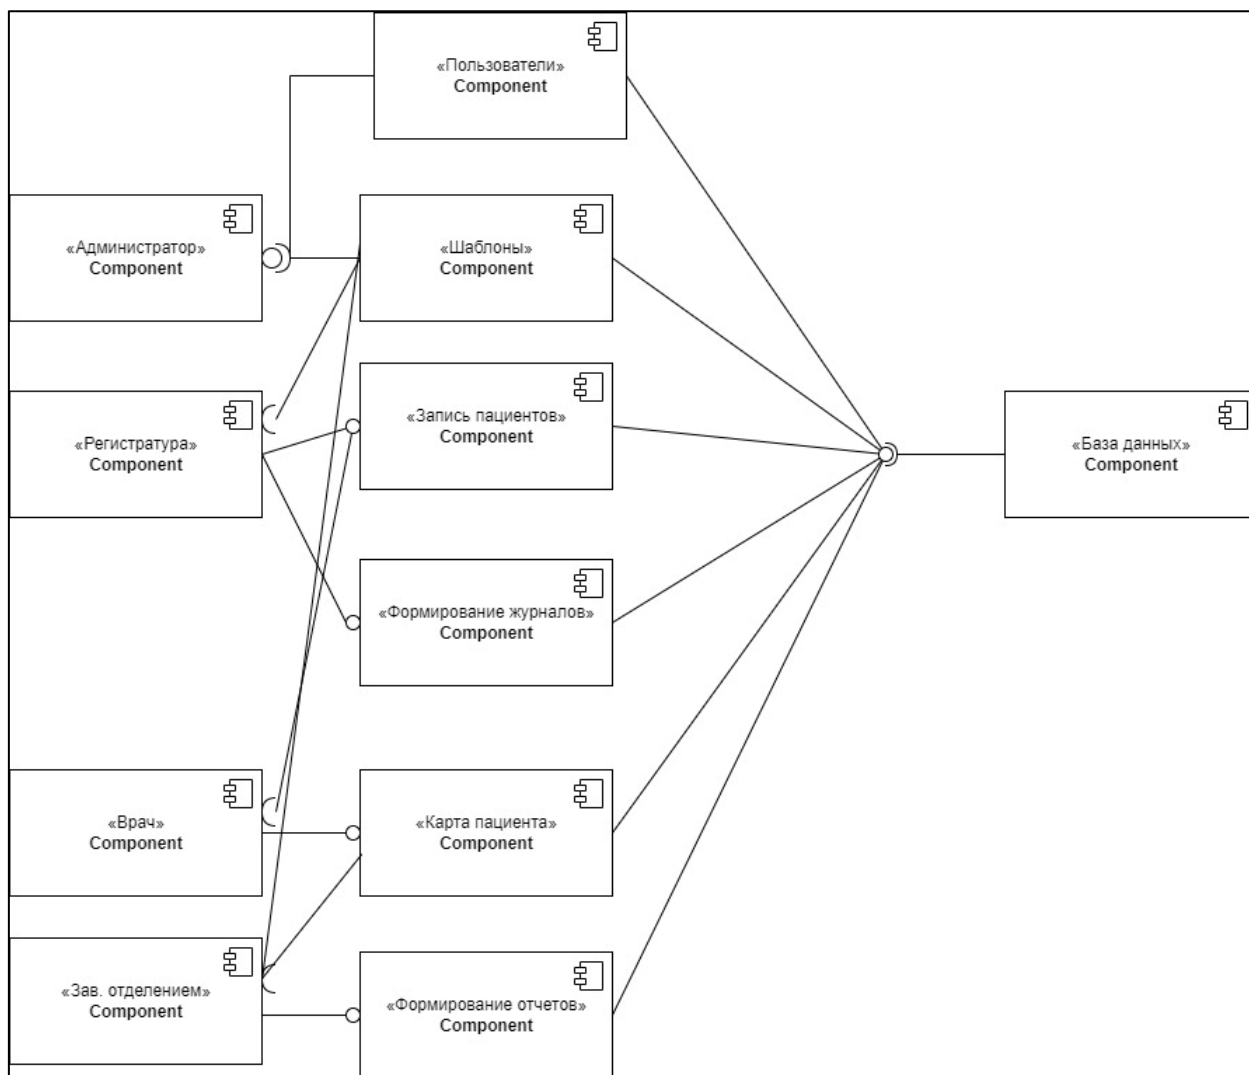 «Пользователи»
Component
«Администратор»
Component
«Шаблоны»
Component
«Регистратура»
Component
«Запись пациентов»
Component
«База данных»
Component
«Формирование журналов»
Component
«Врач»
Component
«Карта пациента»
Component
«Зав. отделением»
Component
«Формирование отчетов»
Component